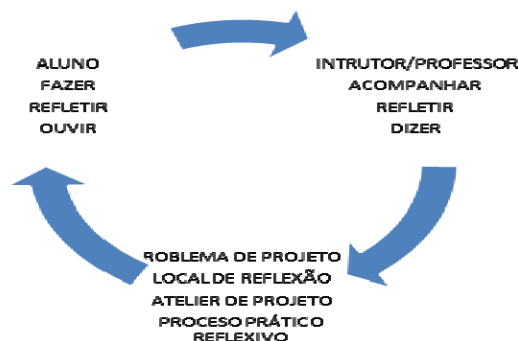 ALUNO
FAZER
REFLETIR
OUVIR
INTRUTOR/PROFESSOR
ACOMPANHAR
REFLETIR
DIZER
ROBLEMA DE PROJETO
LOCAL DE REFLEXÃO
ATELIER DE PROJETO
PROCESO PRÁTICO
REFLEXIVO